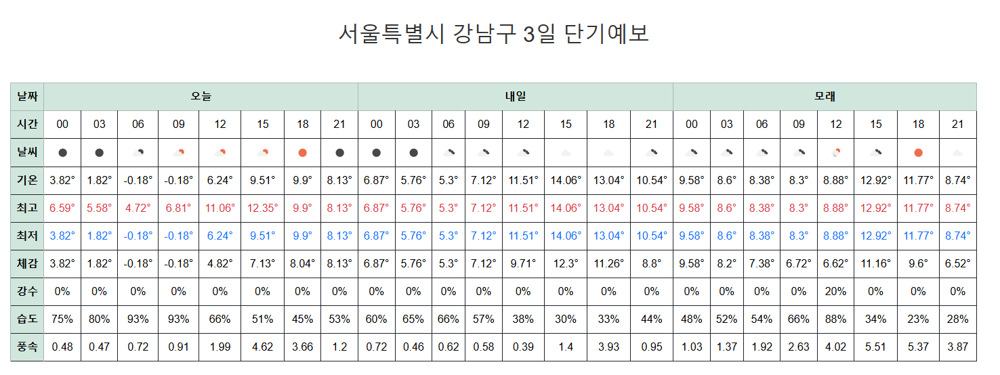 서울특별시 강남구 3일 단기예보
날짜 오늘 내일 모래
시간 00 03 06 09 12 15 18 21 00 03 06 09 12 15 18 21 00 03 06 09 12 15 18 21
날씨
기온 3.82° 1.82° -0.18° -0.18° 6.24° 9.51° 9.9° 8.13° 6.87° 5.76° 5.3° 7.12° 11.51° 14.06° 13.04° 10.54° 9.58° 8.6° 8.38° 8.3° 8.88° 12.92° 11.77° 8.74°
최고 6.59° 5.58° 4.72° 6.81° 11.06° 12.35° 9.9° 8.13° 6.87° 5.76° 5.3° 7.12° 11.51° 14.06° 13.04° 10.54° 9.58° 8.6° 8.38° 8.3° 8.88° 12.92° 11.77° 8.74°
최저 3.82° 1.82° -0.18° -0.18° 6.24° 9.51° 9.9° 8.13° 6.87° 5.76° 5.3° 7.12° 11.51° 14.06° 13.04° 10.54° 9.58° 8.6° 8.38° 8.3° 8.88° 12.92° 11.77° 8.74°
체감 3.82° 1.82° -0.18° -0.18° 4.82° 7.13° 8.04° 8.13° 6.87° 5.76° 5.3° 7.12° 9.71° 12.3° 11.26° 8.8° 9.58° 8.2° 7.38° 6.72° 6.62° 11.16° 9.6° 6.52°
강수 0% 0% 0% 0% 0% 0% 0% 0% 0% 0% 0% 0% 0% 0% 0% 0% 0% 0% 0% 0% 20% 0% 0% 0%
습도 75% 80% 93% 93% 66% 51% 45% 53% 60% 65% 66% 57% 38% 30% 33% 44% 48% 52% 54% 66% 88% 34% 23% 28%
풍속 0.48 0.47 0.72 0.91 1.99 4.62 3.66 1.2 0.72 0.46 0.62 0.58 0.39 1.4 3.93 0.95 1.03 1.37 1.92 2.63 4.02 5.51 5.37 3.87